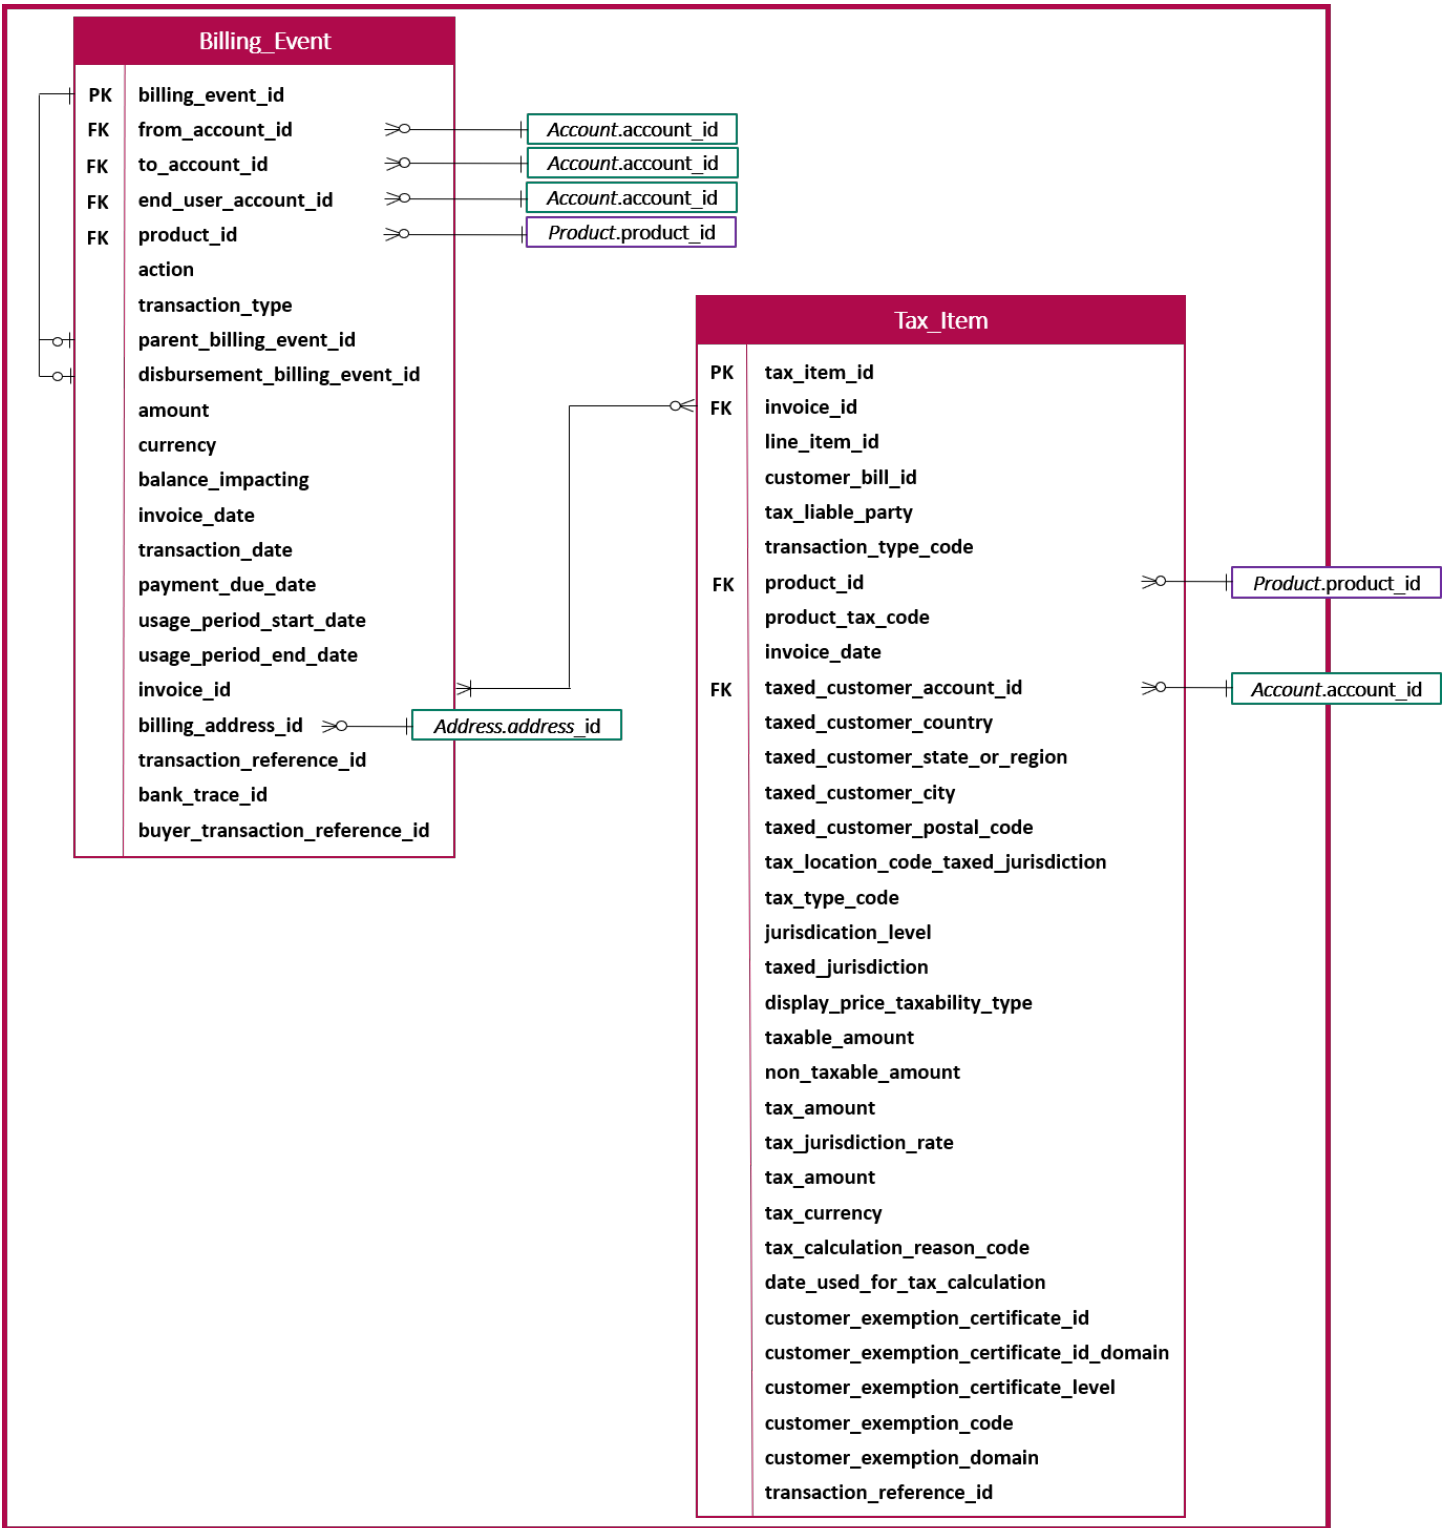 Billing_Event
PK billing_event_id
FK from_account_id Account.account_id
FK to_account_id Account.account_id
FK end_user_account_id Account.account_id
FK product_id Product.product_id
action
transaction_type
parent_billing_event_id
disbursement_billing_event_id
amount
currency
balance_impacting
invoice_date
transaction_date
payment_due_date
usage_period_start_date
usage_period_end_date
invoice_id
billing_address_id Address.address_id
transaction_reference_id
bank_trace_id
buyer_transaction_reference_id
Tax_Item
PK tax_item_id
FK invoice_id
line_item_id
customer_bill_id
tax_liable_party
transaction_type_code
FK product_id Product.product_id
product_tax_code
invoice_date
FK taxed_customer_account_id Account.account_id
taxed_customer_country
taxed_customer_state_or_region
taxed_customer_city
taxed_customer_postal_code
tax_location_code_taxed_jurisdiction
tax_type_code
jurisdication_level
taxed_jurisdiction
display_price_taxability_type
taxable_amount
non_taxable_amount
tax_amount
tax_jurisdiction_rate
tax_amount
tax_currency
tax_calculation_reason_code
date_used_for_tax_calculation
customer_exemption_certificate_id
customer_exemption_certificate_id_domain
customer_exemption_certificate_level
customer_exemption_code
customer_exemption_domain
transaction_reference_id